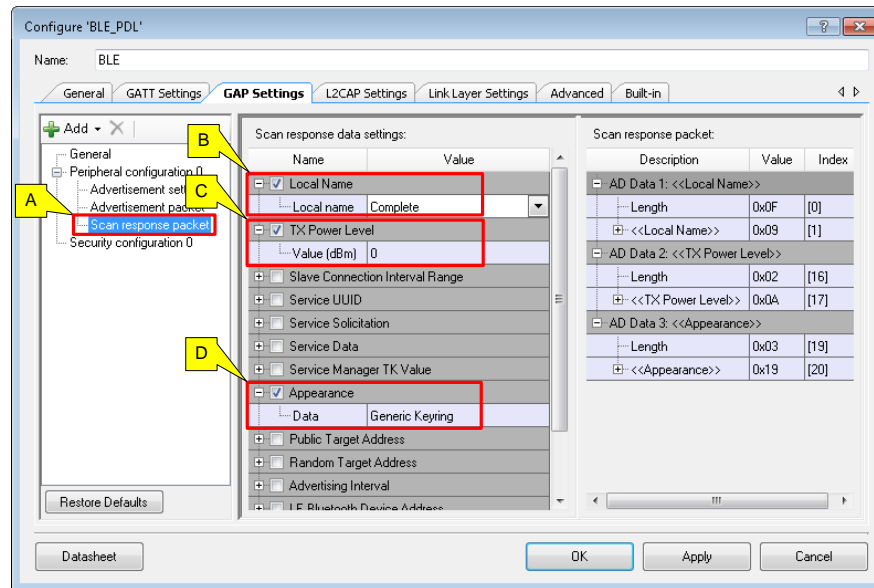 Configure 'BLE_PDL'
Name: BLE
General GATT Settings GAP Settings L2CAP Settings Link Layer Settings Advanced Built-in
Add
General
Peripheral configuration 0
Advertisement set
Advertisement packet
Scan response packet
Security configuration 0
Restore Defaults
A
B
C
D
Scan response data settings:
Name Value
Local Name
Local name Complete
TX Power Level
Value (dBm) 0
Slave Connection Interval Range
Service UUID
Service Solicitation
Service Data
Service Manager TK Value
Appearance
Data Generic Keyring
Public Target Address
Random Target Address
Advertising Interval
LE Bluetooth Device Address
Scan response packet:
Description Value Index
AD Data 1: <<Local Name>>
Length 0x0F [0]
<<Local Name>> 0x09 [1]
AD Data 2: <<TX Power Level>>
Length 0x02 [16]
<<TX Power Level>> 0x0A [17]
AD Data 3: <<Appearance>>
Length 0x03 [19]
<<Appearance>> 0x19 [20]
Datasheet OK Apply Cancel